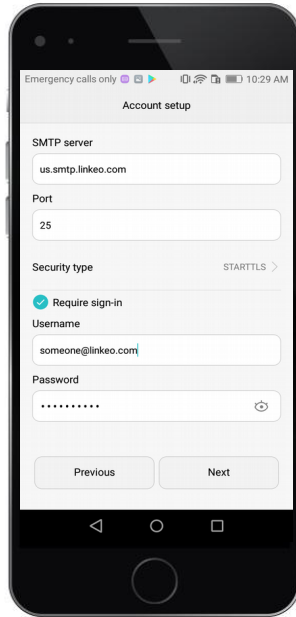 Emergency calls only 10:29 AM
Account setup
SMTP server
us.smtp.linkeo.com
Port
25
Security type STARTTLS
Require sign-in
Username
someone@linkeo.com
Password
••••••••••
Previous Next